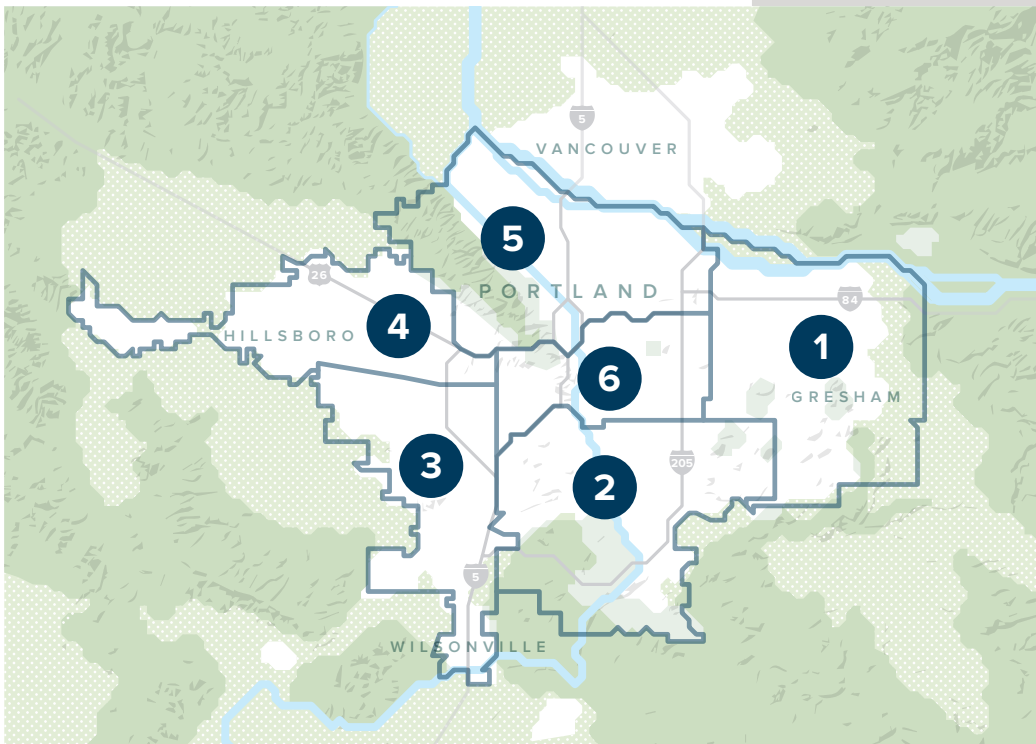 5
VANCOUVER
5
26
PORTLAND
84
4
HILLSBORO
1
6
GRESHAM
3
205
2
5
WILSONVILLE